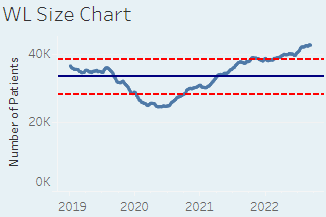 WL Size Chart
Number of Patients
40K
20K
0K
2019 2020 2021 2022